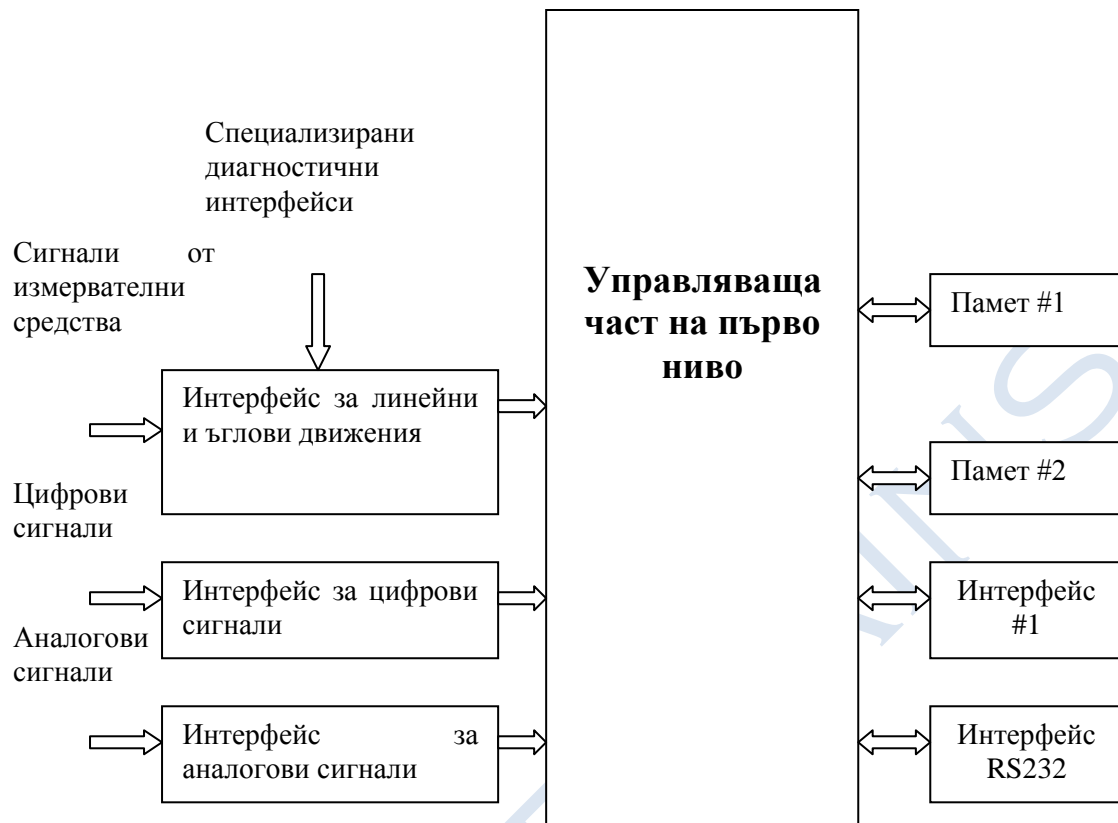 Специализирани
диагностични
интерфейси
Сигнали от
измервателни
средства
Управляваща
част на първо
ниво
Памет #1
Интерфейс за линейни
и ъглови движения
Памет #2
Цифрови
сигнали
Интерфейс за цифрови
сигнали
Интерфейс
#1
Аналогови
сигнали
Интерфейс за
аналогови сигнали
Интерфейс
RS232